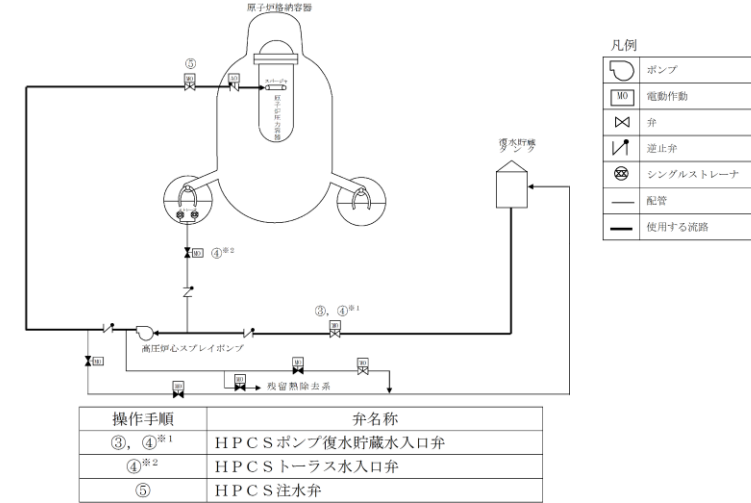 原子炉格納容器
⑤
MO
AO
スパージャ
原子炉圧力容器
復水貯蔵
タンク
MO
④※2
③，④※1
MO
高圧炉心スプレイポンプ
MO
MO
MO
MO
MO
残留熱除去系
凡例
ポンプ
MO
電動作動
弁
逆止弁
シングルストレーナ
配管
使用する流路
操作手順
弁名称
③，④※1
ＨＰＣＳポンプ復水貯蔵水入口弁
④※2
ＨＰＣＳトーラス水入口弁
⑤
ＨＰＣＳ注水弁